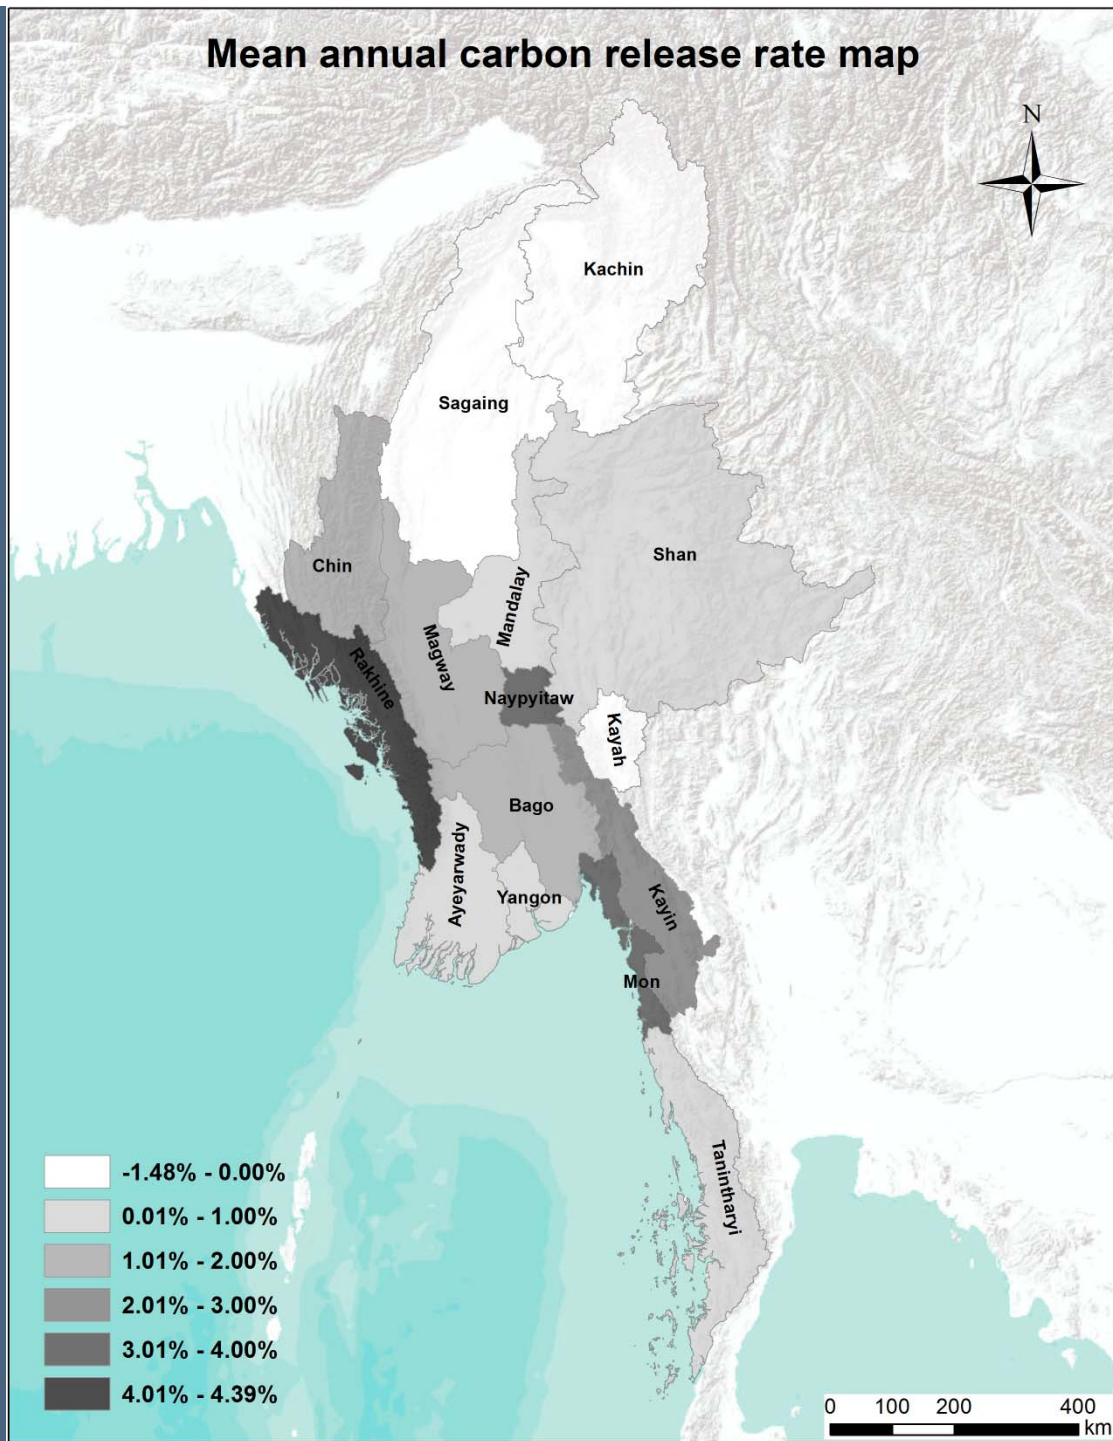 Mean annual carbon release rate map
N
Kachin
Sagaing
Shan
Chin
Mandalay
Magway
Rakhine
Naypyitaw
Kayah
Bago
Ayeyarwady
Yangon
Kayin
Mon
Tanintharyi
-1.48% - 0.00%
0.01% - 1.00%
1.01% - 2.00%
2.01% - 3.00%
3.01% - 4.00%
4.01% - 4.39%
0 100 200 400
km